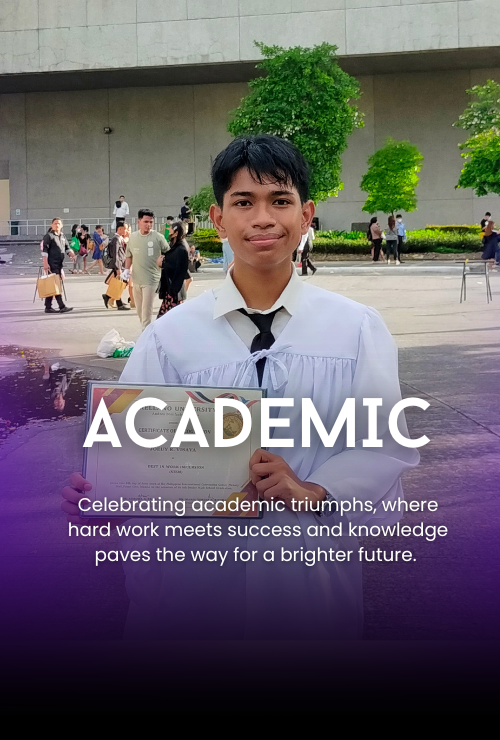 ACADEMIC
Celebrating academic triumphs, where
hard work meets success and knowledge
paves the way for a brighter future.